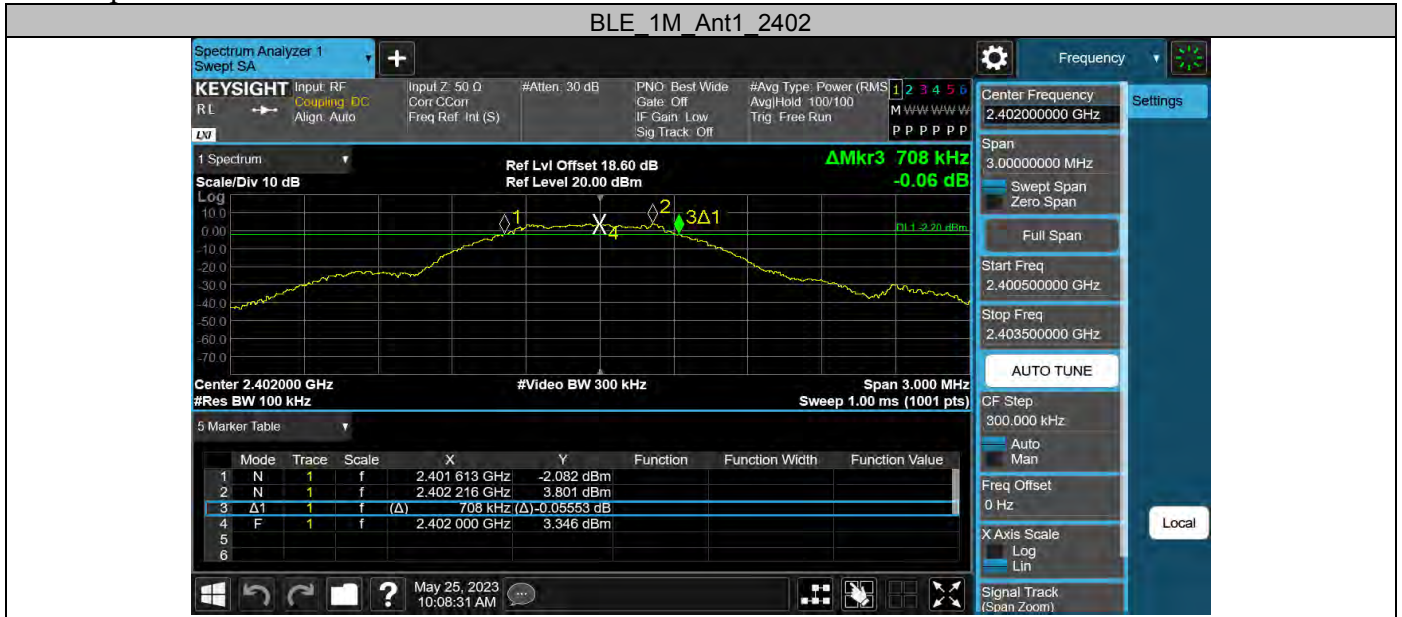 BLE_1M_Ant1_2402
Spectrum Analyzer 1
Swept SA
+
Frequency
KEYSIGHT
RL
LXI
Input: RF
Coupling: DC
Align: Auto
Input Z: 50 Ω
Corr CCorr
Freq Ref: Int (S)
#Atten: 30 dB
PNO: Best Wide
Gate: Off
IF Gain: Low
Sig Track: Off
#Avg Type: Power (RMS
Avg|Hold: 100/100
Trig: Free Run
1 2 3 4 5 6
M W W W W W
P P P P P P
Center Frequency
2.402000000 GHz
Settings
Span
3.00000000 MHz
Swept Span
Zero Span
Full Span
Start Freq
2.400500000 GHz
Stop Freq
2.403500000 GHz
AUTO TUNE
CF Step
300.000 kHz
Auto
Man
Freq Offset
0 Hz
X Axis Scale
Log
Lin
Signal Track
(Span Zoom)
Local
1 Spectrum
Scale/Div 10 dB
Ref Lvl Offset 18.60 dB
Ref Level 20.00 dBm
ΔMkr3 708 kHz
-0.06 dB
Log
10.0
0.00
-10.0
-20.0
-30.0
-40.0
-50.0
-60.0
-70.0
1
2
3Δ1
4
DL1 -2.20 dBm
Center 2.402000 GHz
#Res BW 100 kHz
#Video BW 300 kHz
Span 3.000 MHz
Sweep 1.00 ms (1001 pts)
5 Marker Table
Mode Trace Scale X Y Function Function Width Function Value
1 N 1 f 2.401 613 GHz -2.082 dBm
2 N 1 f 2.402 216 GHz 3.801 dBm
3 Δ1 1 f (Δ) 708 kHz (Δ) -0.05553 dB
4 F 1 f 2.402 000 GHz 3.346 dBm
5
6
?
May 25, 2023
10:08:31 AM